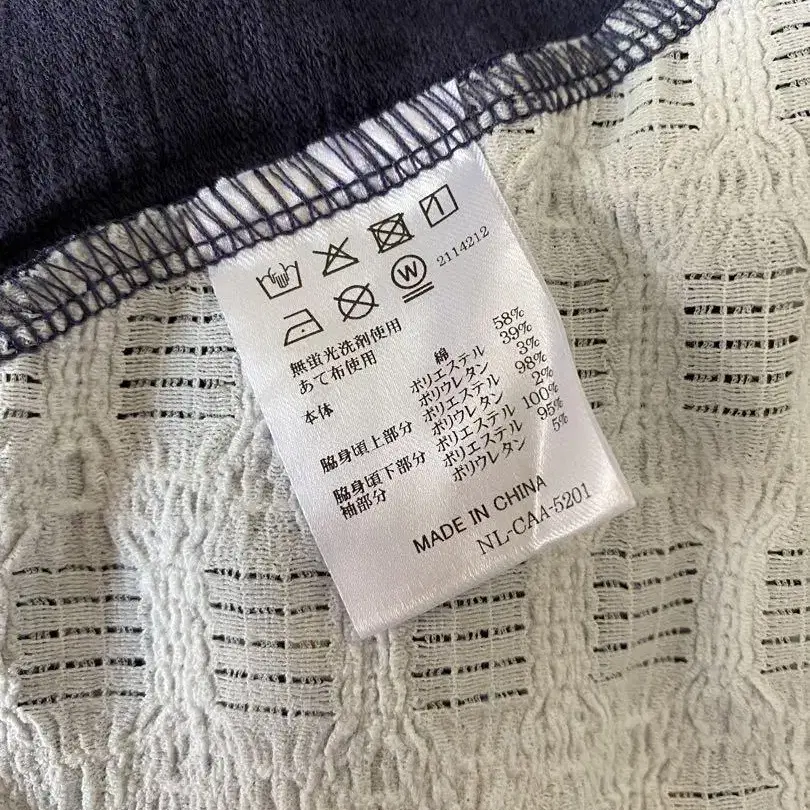 W
1
2114212
無蛍光洗剤使用
あて布使用
本体 綿 58%
ポリエステル 39%
ポリウレタン 3%
脇身頃上部分 ポリエステル 98%
ポリウレタン 2%
脇身頃下部分 ポリエステル 100%
袖部分 ポリエステル 95%
ポリウレタン 5%
MADE IN CHINA
NL-CAA-5201